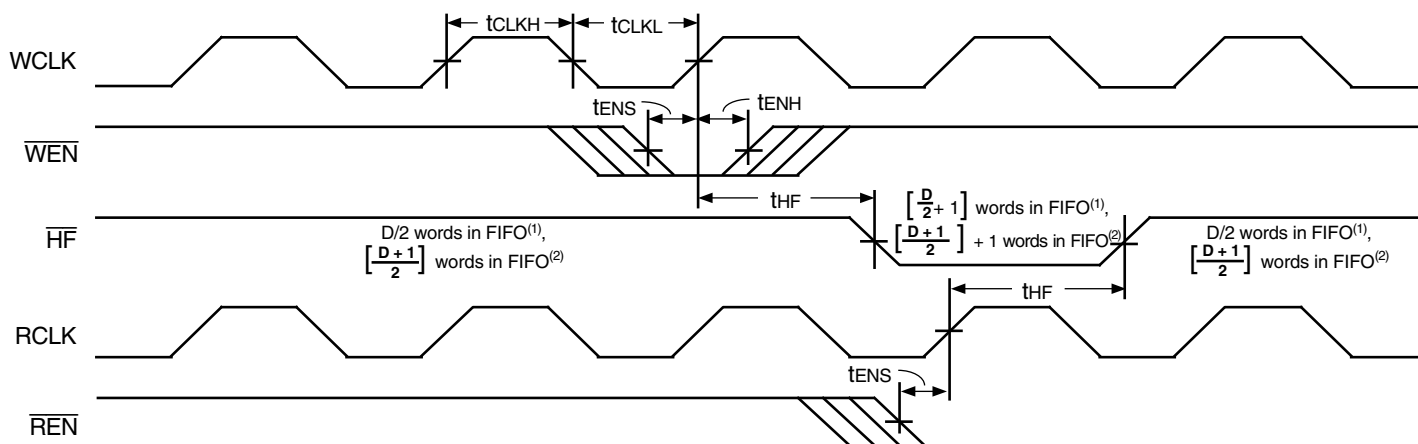 tCLKH tCLKL
WCLK
tENS tENH
WEN
tHF
[D/2 + 1] words in FIFO(1),
[D + 1/2] + 1 words in FIFO(2)
HF
D/2 words in FIFO(1),
[D + 1/2] words in FIFO(2)
D/2 words in FIFO(1),
[D + 1/2] words in FIFO(2)
tHF
RCLK
tENS
REN